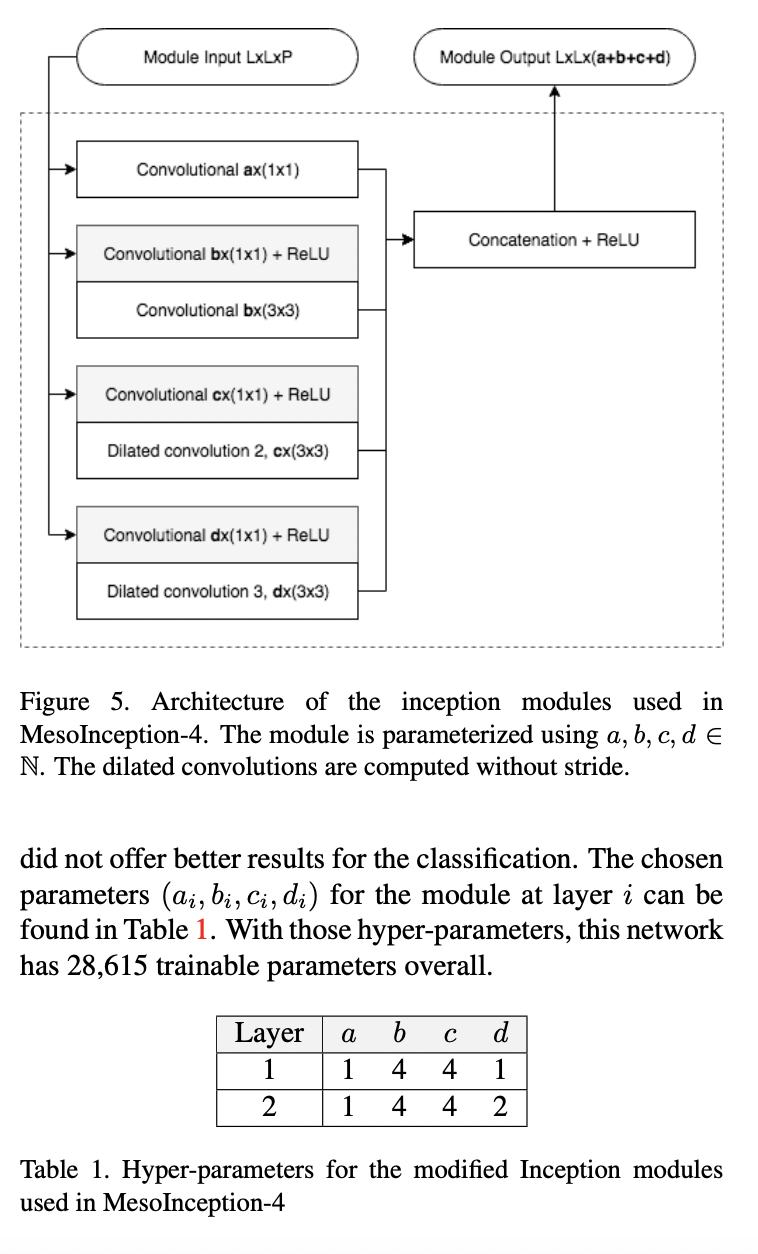 Module Input LxLxP
Module Output LxLx(a+b+c+d)
Convolutional ax(1x1)
Convolutional bx(1x1) + ReLU
Convolutional bx(3x3)
Convolutional cx(1x1) + ReLU
Dilated convolution 2, cx(3x3)
Convolutional dx(1x1) + ReLU
Dilated convolution 3, dx(3x3)
Concatenation + ReLU
Figure 5. Architecture of the inception modules used in
MesoInception-4. The module is parameterized using a, b, c, d ∈
ℕ. The dilated convolutions are computed without stride.
did not offer better results for the classification. The chosen
parameters (aᵢ, bᵢ, cᵢ, dᵢ) for the module at layer i can be
found in Table 1. With those hyper-parameters, this network
has 28,615 trainable parameters overall.
Layer a b c d
1 1 4 4 1
2 1 4 4 2
Table 1. Hyper-parameters for the modified Inception modules
used in MesoInception-4